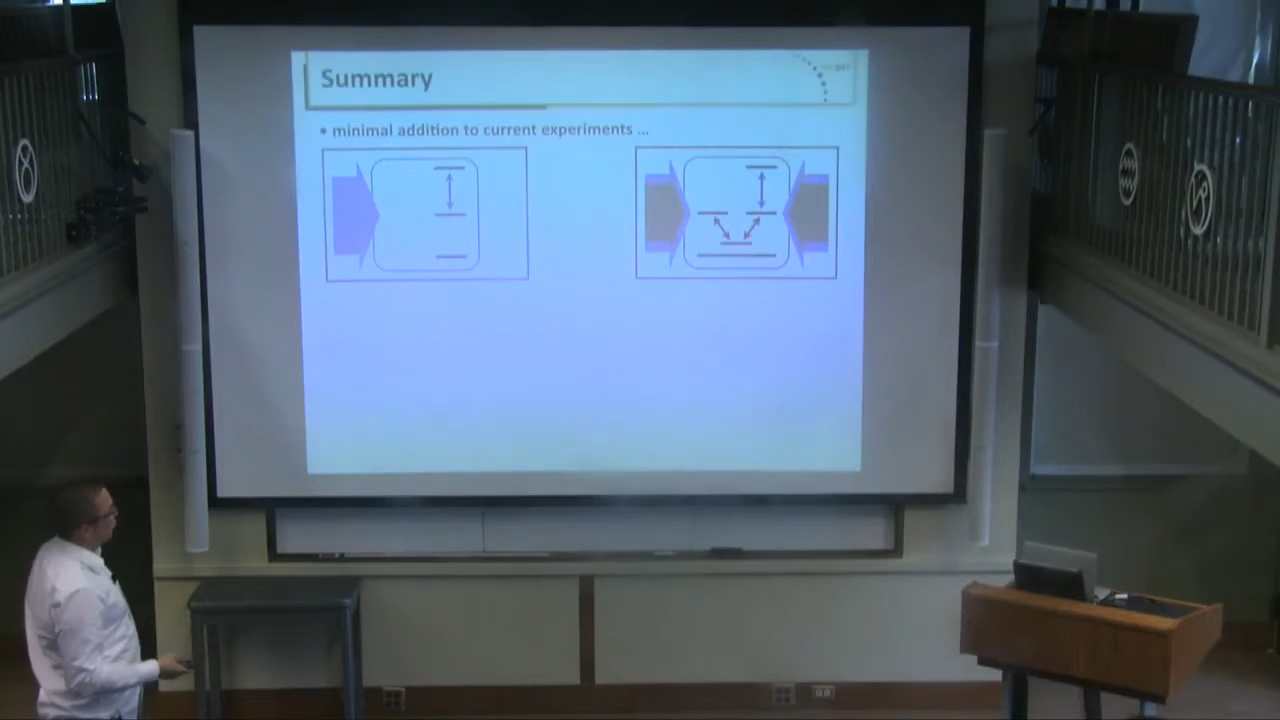 Summary
• minimal addition to current experiments ...